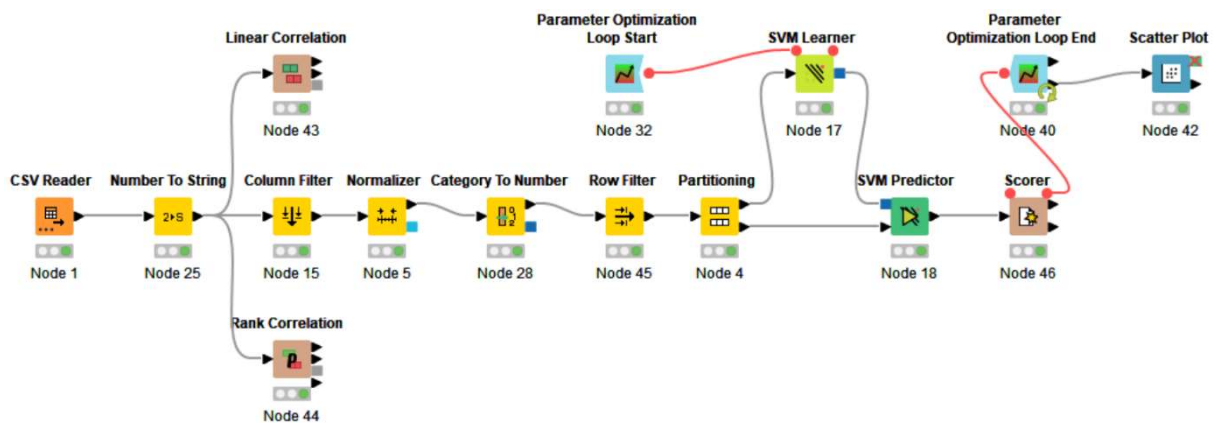 Parameter Optimization
Loop Start
Parameter
Optimization Loop End
Linear Correlation
SVM Learner
Scatter Plot
Node 43
Node 32
Node 17
Node 40
Node 42
CSV Reader
Number To String
Column Filter
Normalizer
Category To Number
Row Filter
Partitioning
SVM Predictor
Scorer
2▸S
Node 1
Node 25
Node 15
Node 5
Node 28
Node 45
Node 4
Node 18
Node 46
Rank Correlation
p
Node 44